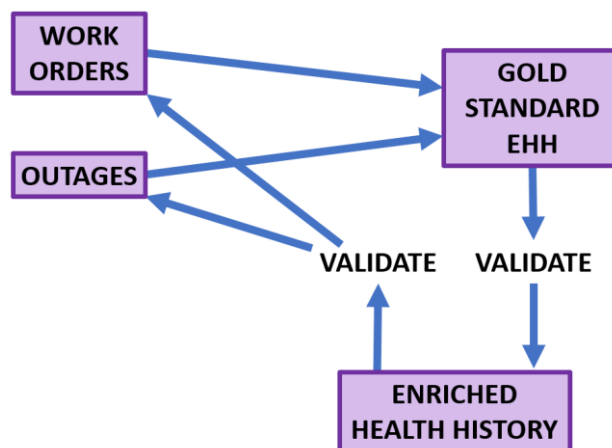 WORK
ORDERS
GOLD
STANDARD
EHH
OUTAGES
VALIDATE
VALIDATE
ENRICHED
HEALTH HISTORY